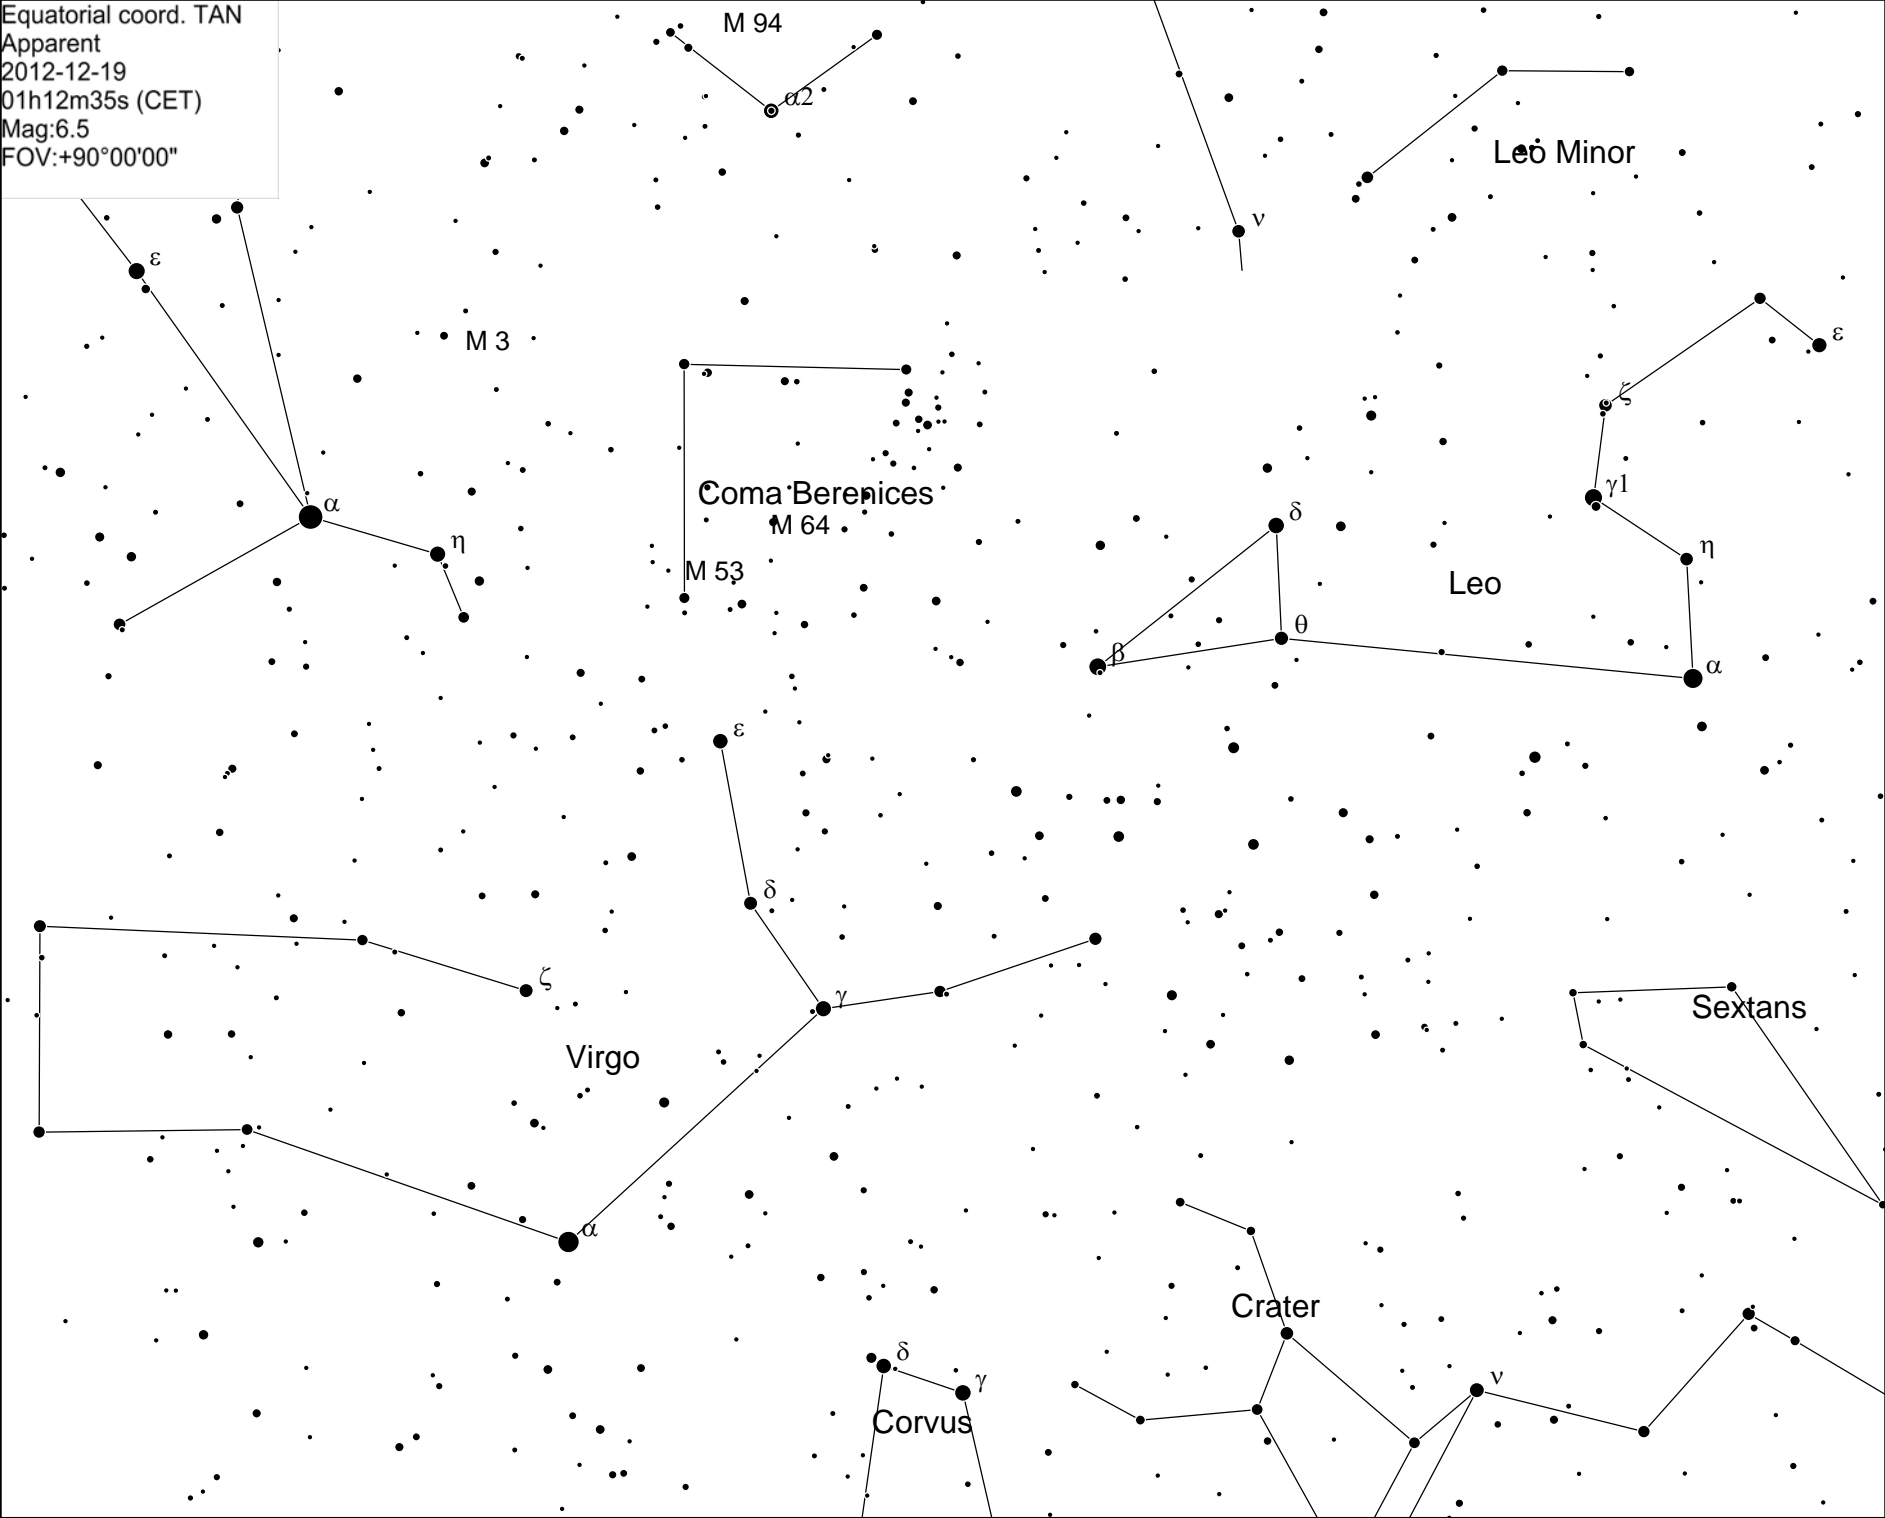 Equatorial coord. TAN
Apparent
2012-12-19
01h12m35s (CET)
Mag:6.5
FOV:+90°00'00"
M 94
α2
Leo Minor
ν
ε
M 3
ε
ζ
Coma Berenices
γ1
α
δ
M 64
η
η
M 53
Leo
θ
β
α
ε
δ
ζ
γ
Sextans
Virgo
α
Crater
δ
γ
ν
Corvus